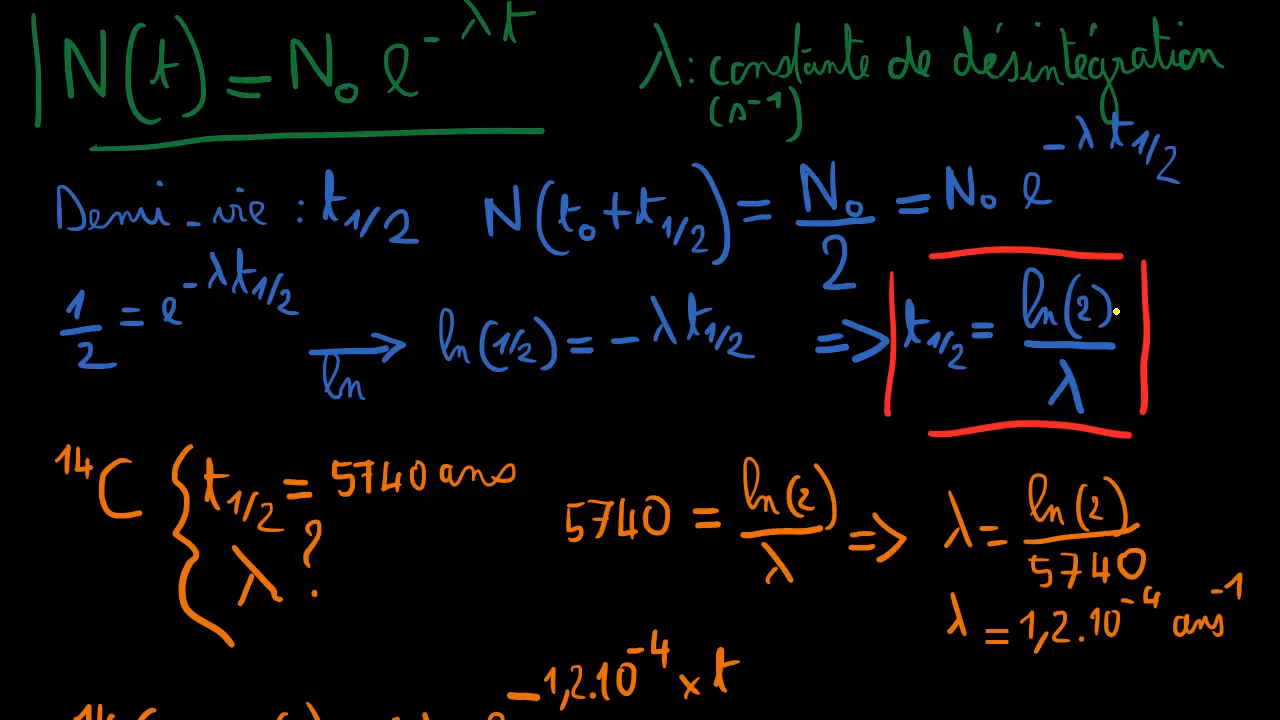 N(t) = N₀ e^(-λt)
λ : constante de désintégration
(s⁻¹)
Demi-vie : t1/2 N(t₀ + t1/2) = N₀/2 = N₀ e^(-λt1/2)
1/2 = e^(-λt1/2) → ln ln(1/2) = -λt1/2 => t1/2 = ln(2)/λ
¹⁴C { t1/2 = 5740 ans
λ ?
5740 = ln(2)/λ => λ = ln(2)/5740
λ = 1,2.10⁻⁴ ans⁻¹
e^(-1,2.10⁻⁴ × t)